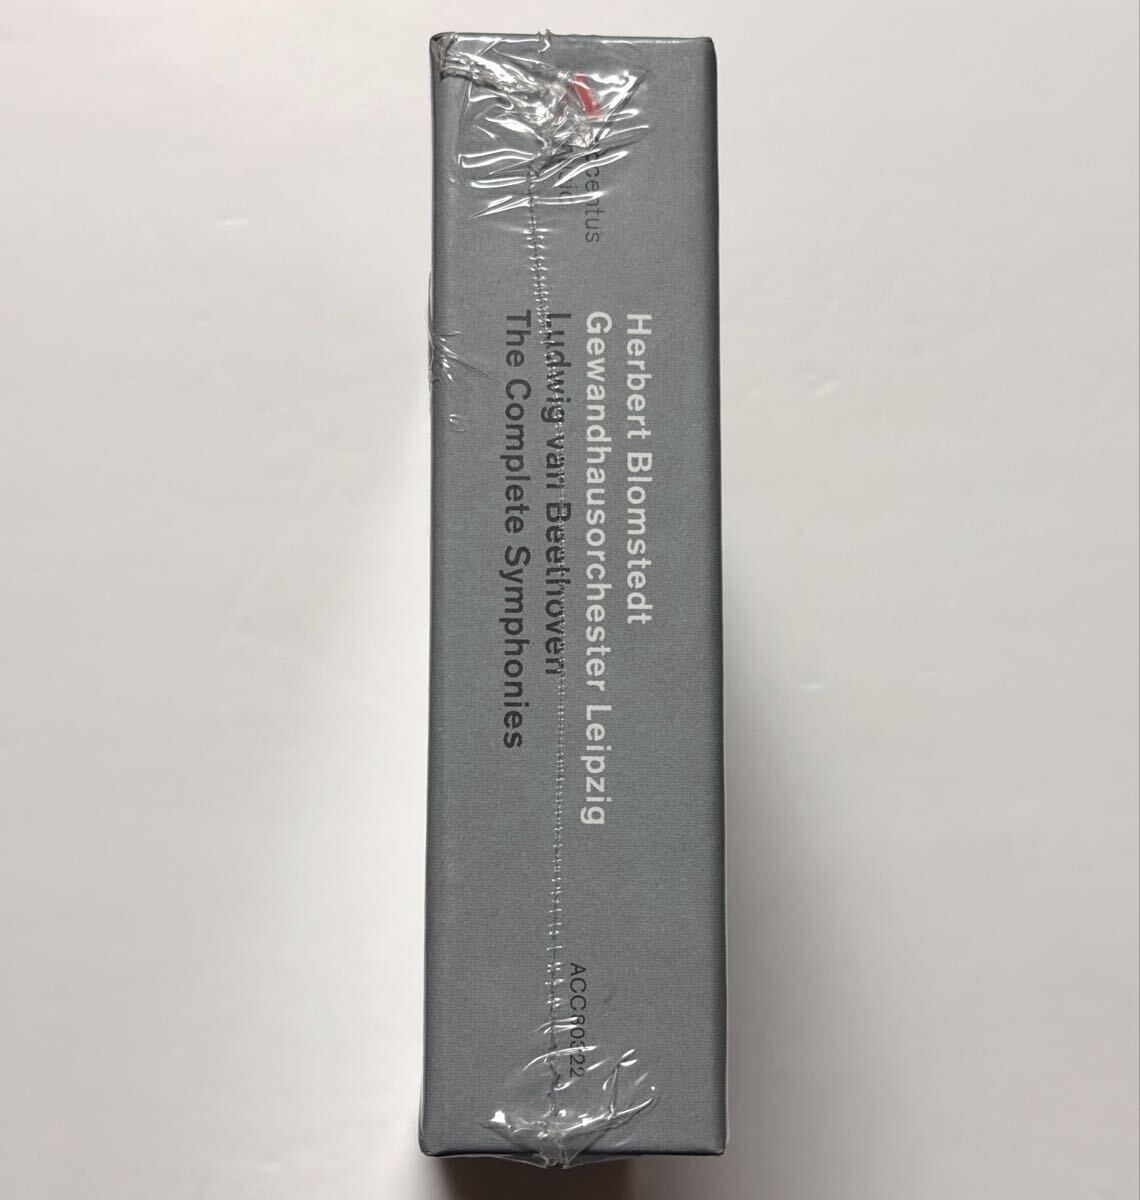 Herbert Blomstedt
Gewandhausorchester Leipzig
Ludwig van Beethoven
The Complete Symphonies